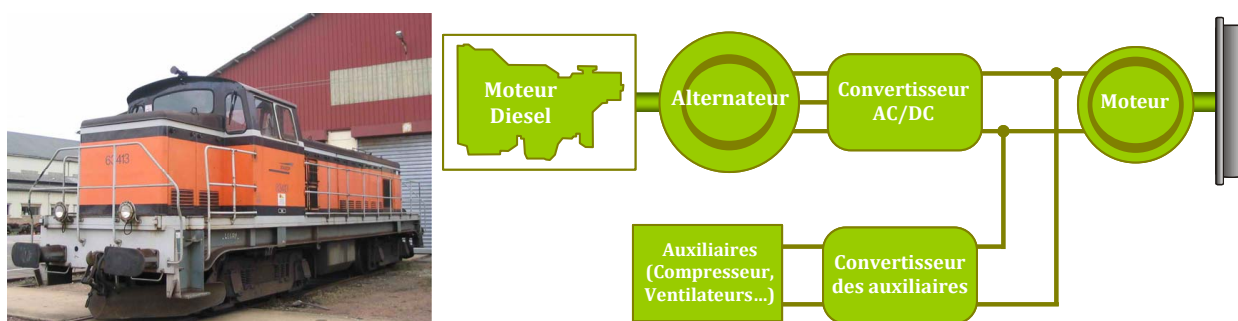 Moteur
Diesel
Alternateur
Convertisseur
AC/DC
Moteur
Auxiliaires
(Compresseur,
Ventilateurs...)
Convertisseur
des auxiliaires